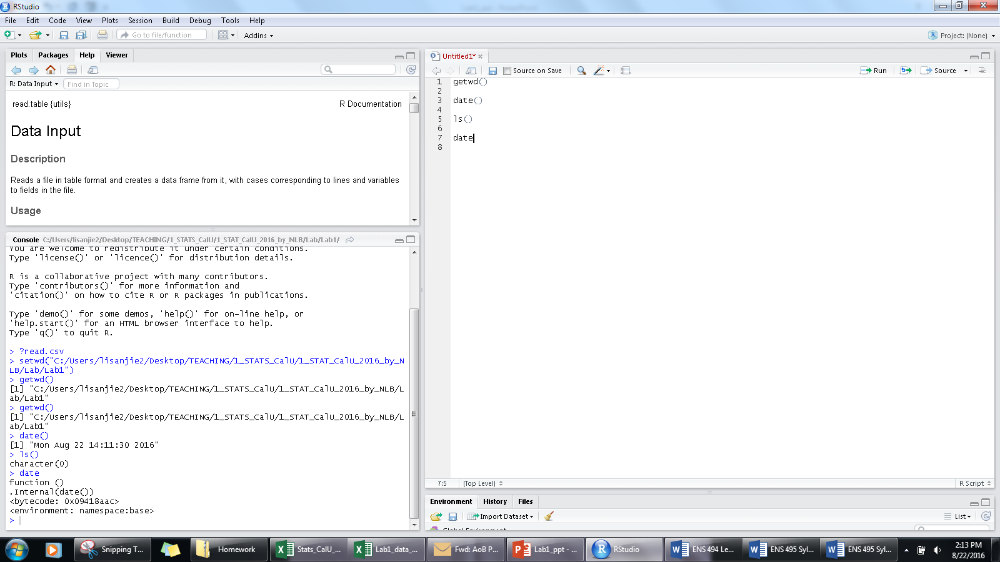 RStudio
File Edit Code View Plots Session Build Debug Tools Help
Go to file/function Addins Project: (None)
Plots Packages Help Viewer
R: Data Input Find in Topic
read.table {utils} R Documentation
Data Input
Description
Reads a file in table format and creates a data frame from it, with cases corresponding to lines and variables
to fields in the file.
Usage
Console C:/Users/lisanjie2/Desktop/TEACHING/1_STATS_CalU/1_STAT_CalU_2016_by_NLB/Lab/Lab1/
You are welcome to redistribute it under certain conditions.
Type 'license()' or 'licence()' for distribution details.
R is a collaborative project with many contributors.
Type 'contributors()' for more information and
'citation()' on how to cite R or R packages in publications.
Type 'demo()' for some demos, 'help()' for on-line help, or
'help.start()' for an HTML browser interface to help.
Type 'q()' to quit R.
> ?read.csv
> setwd("C:/Users/lisanjie2/Desktop/TEACHING/1_STATS_CalU/1_STAT_CalU_2016_by_N
LB/Lab/Lab1")
> getwd()
[1] "C:/Users/lisanjie2/Desktop/TEACHING/1_STATS_CalU/1_STAT_CalU_2016_by_NLB/L
ab/Lab1"
> getwd()
[1] "C:/Users/lisanjie2/Desktop/TEACHING/1_STATS_CalU/1_STAT_CalU_2016_by_NLB/L
ab/Lab1"
> date()
[1] "Mon Aug 22 14:11:30 2016"
> ls()
character(0)
> date
function ()
.Internal(date())
<bytecode: 0x09418aac>
<environment: namespace:base>
>
Untitled1*
Source on Save Run Source
1 getwd()
2
3 date()
4
5 ls()
6
7 date
8
7:5 (Top Level) R Script
Environment History Files
Import Dataset List
Global Environment
Snipping T... Homework Stats_CalU_... Lab1_data_... Fwd: AoB P... Lab1_ppt - ... RStudio ENS 494 Le... ENS 495 Syl... ENS 495 Syl...
2:13 PM
8/22/2016